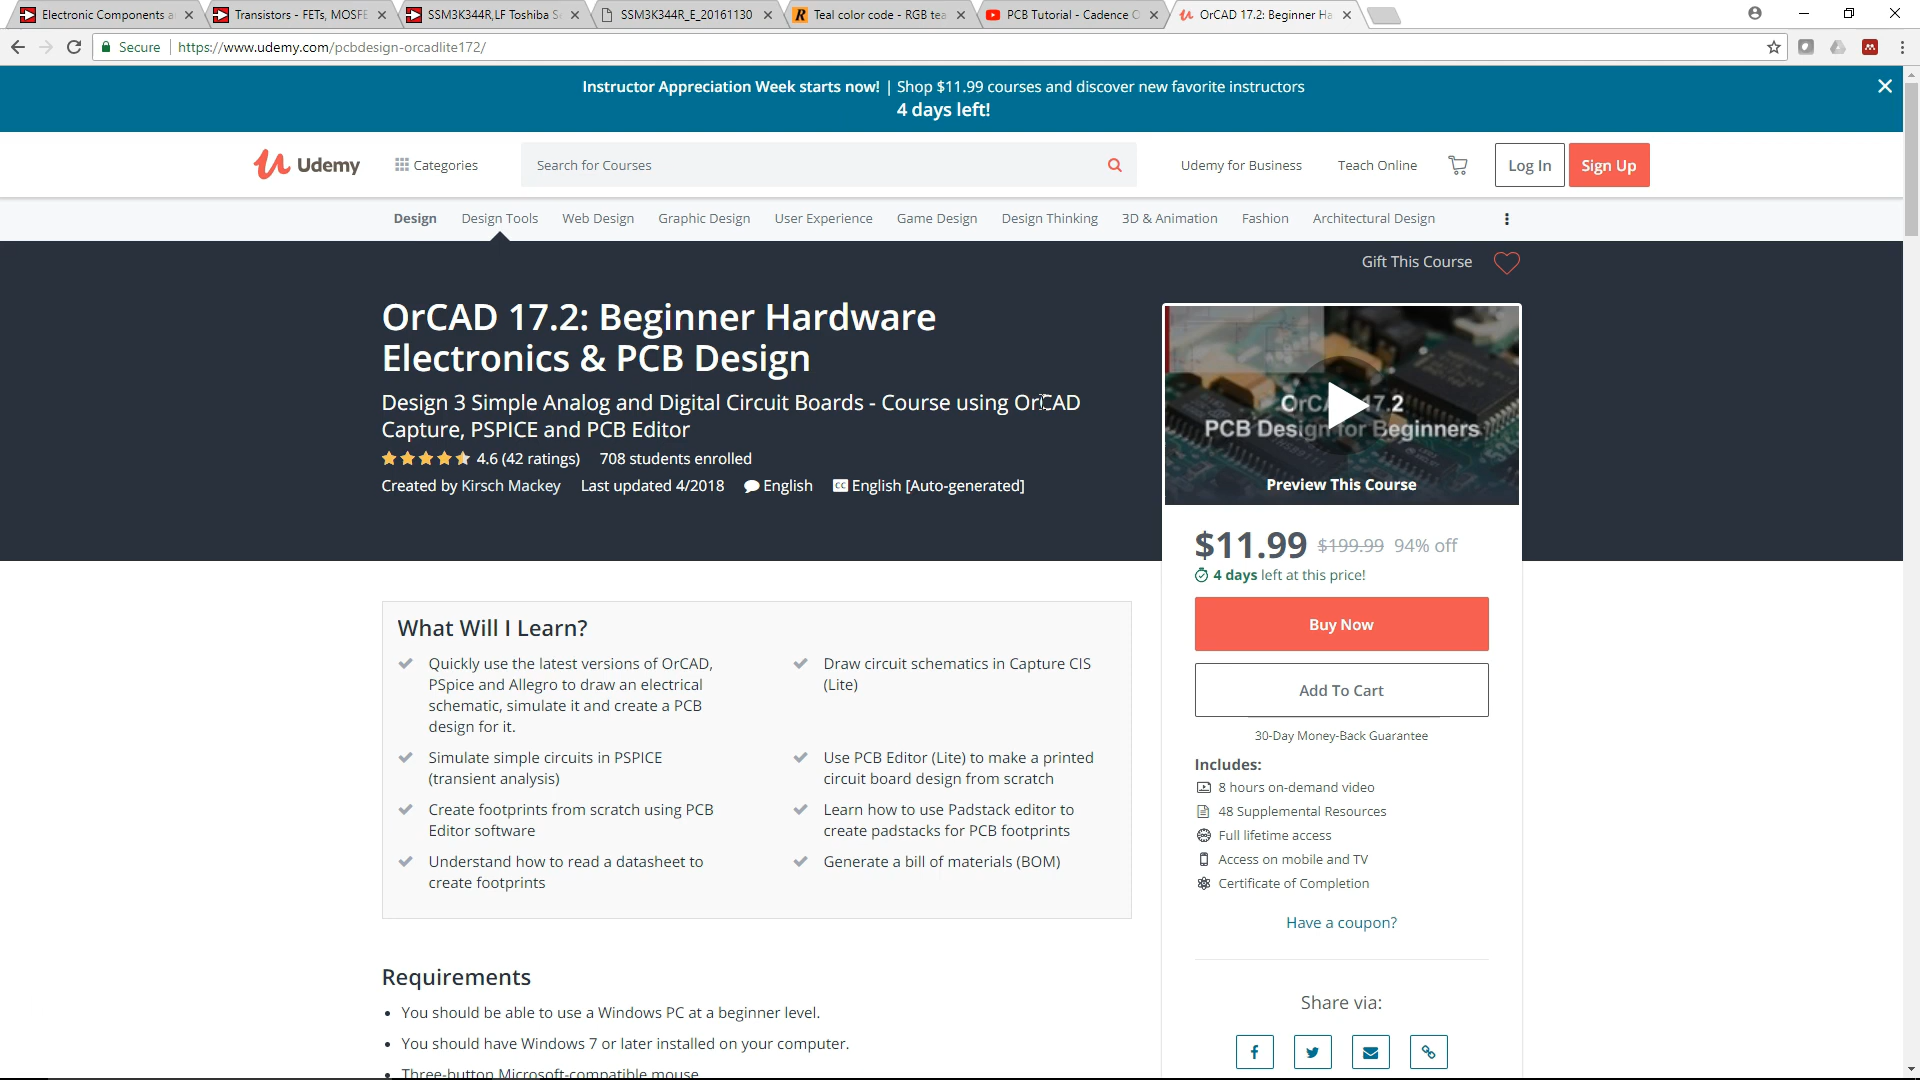 Electronic Components a
Transistors - FETs, MOSFE
SSM3K344R,LF Toshiba S
SSM3K344R_E_20161130
Teal color code - RGB tea
PCB Tutorial - Cadence O
OrCAD 17.2: Beginner Ha
Secure https://www.udemy.com/pcbdesign-orcadlite172/
Instructor Appreciation Week starts now! | Shop $11.99 courses and discover new favorite instructors
4 days left!
Udemy
Categories
Search for Courses
Udemy for Business
Teach Online
Log In
Sign Up
Design
Design Tools
Web Design
Graphic Design
User Experience
Game Design
Design Thinking
3D & Animation
Fashion
Architectural Design
Gift This Course
OrCAD 17.2: Beginner Hardware
Electronics & PCB Design
Design 3 Simple Analog and Digital Circuit Boards - Course using OrCAD
Capture, PSPICE and PCB Editor
4.6 (42 ratings) 708 students enrolled
Created by Kirsch Mackey Last updated 4/2018 English CC English [Auto-generated]
PCB Design for Beginners
Preview This Course
$11.99 $199.99 94% off
4 days left at this price!
Buy Now
Add To Cart
30-Day Money-Back Guarantee
Includes:
8 hours on-demand video
48 Supplemental Resources
Full lifetime access
Access on mobile and TV
Certificate of Completion
Have a coupon?
Share via:
What Will I Learn?
Quickly use the latest versions of OrCAD,
PSpice and Allegro to draw an electrical
schematic, simulate it and create a PCB
design for it.
Draw circuit schematics in Capture CIS
(Lite)
Simulate simple circuits in PSPICE
(transient analysis)
Use PCB Editor (Lite) to make a printed
circuit board design from scratch
Create footprints from scratch using PCB
Editor software
Learn how to use Padstack editor to
create padstacks for PCB footprints
Understand how to read a datasheet to
create footprints
Generate a bill of materials (BOM)
Requirements
• You should be able to use a Windows PC at a beginner level.
• You should have Windows 7 or later installed on your computer.
• Three-button Microsoft-compatible mouse